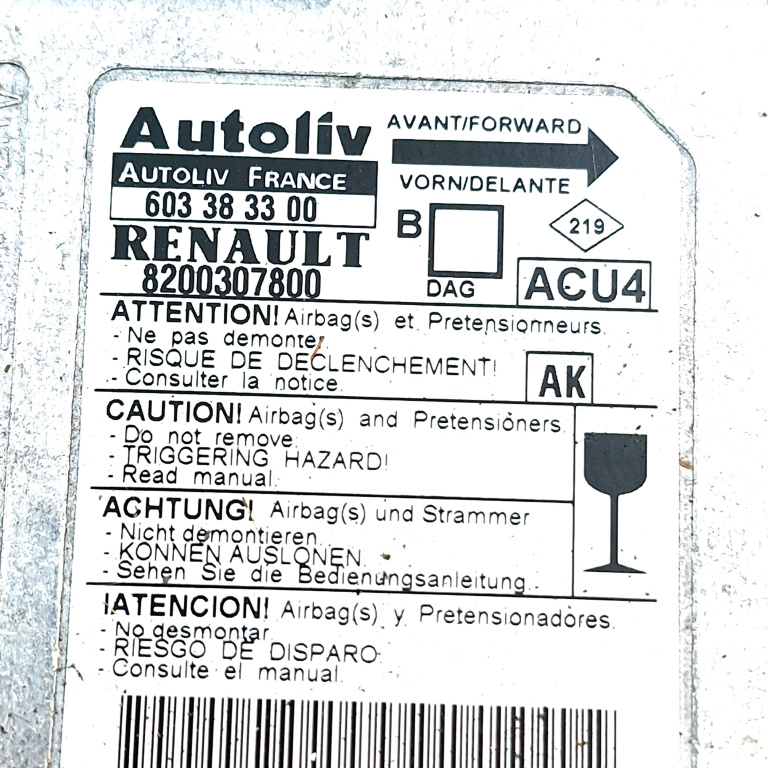 Autoliv
AUTOLIV FRANCE
603 38 33 00
RENAULT
8200307800
AVANT/FORWARD
VORN/DELANTE
B
DAG
219
ACU4
ATTENTION! Airbag(s) et Pretensionneurs.
- Ne pas demonter
- RISQUE DE DECLENCHEMENT!
- Consulter la notice.
AK
CAUTION! Airbag(s) and Pretensioners.
- Do not remove.
- TRIGGERING HAZARD!
- Read manual.
ACHTUNG! Airbag(s) und Strammer
- Nicht demontieren.
- KONNEN AUSLONEN.
- Sehen Sie die Bedienungsanleitung.
!ATENCION! Airbag(s) y Pretensionadores.
- No desmontar.
- RIESGO DE DISPARO.
- Consulte el manual.